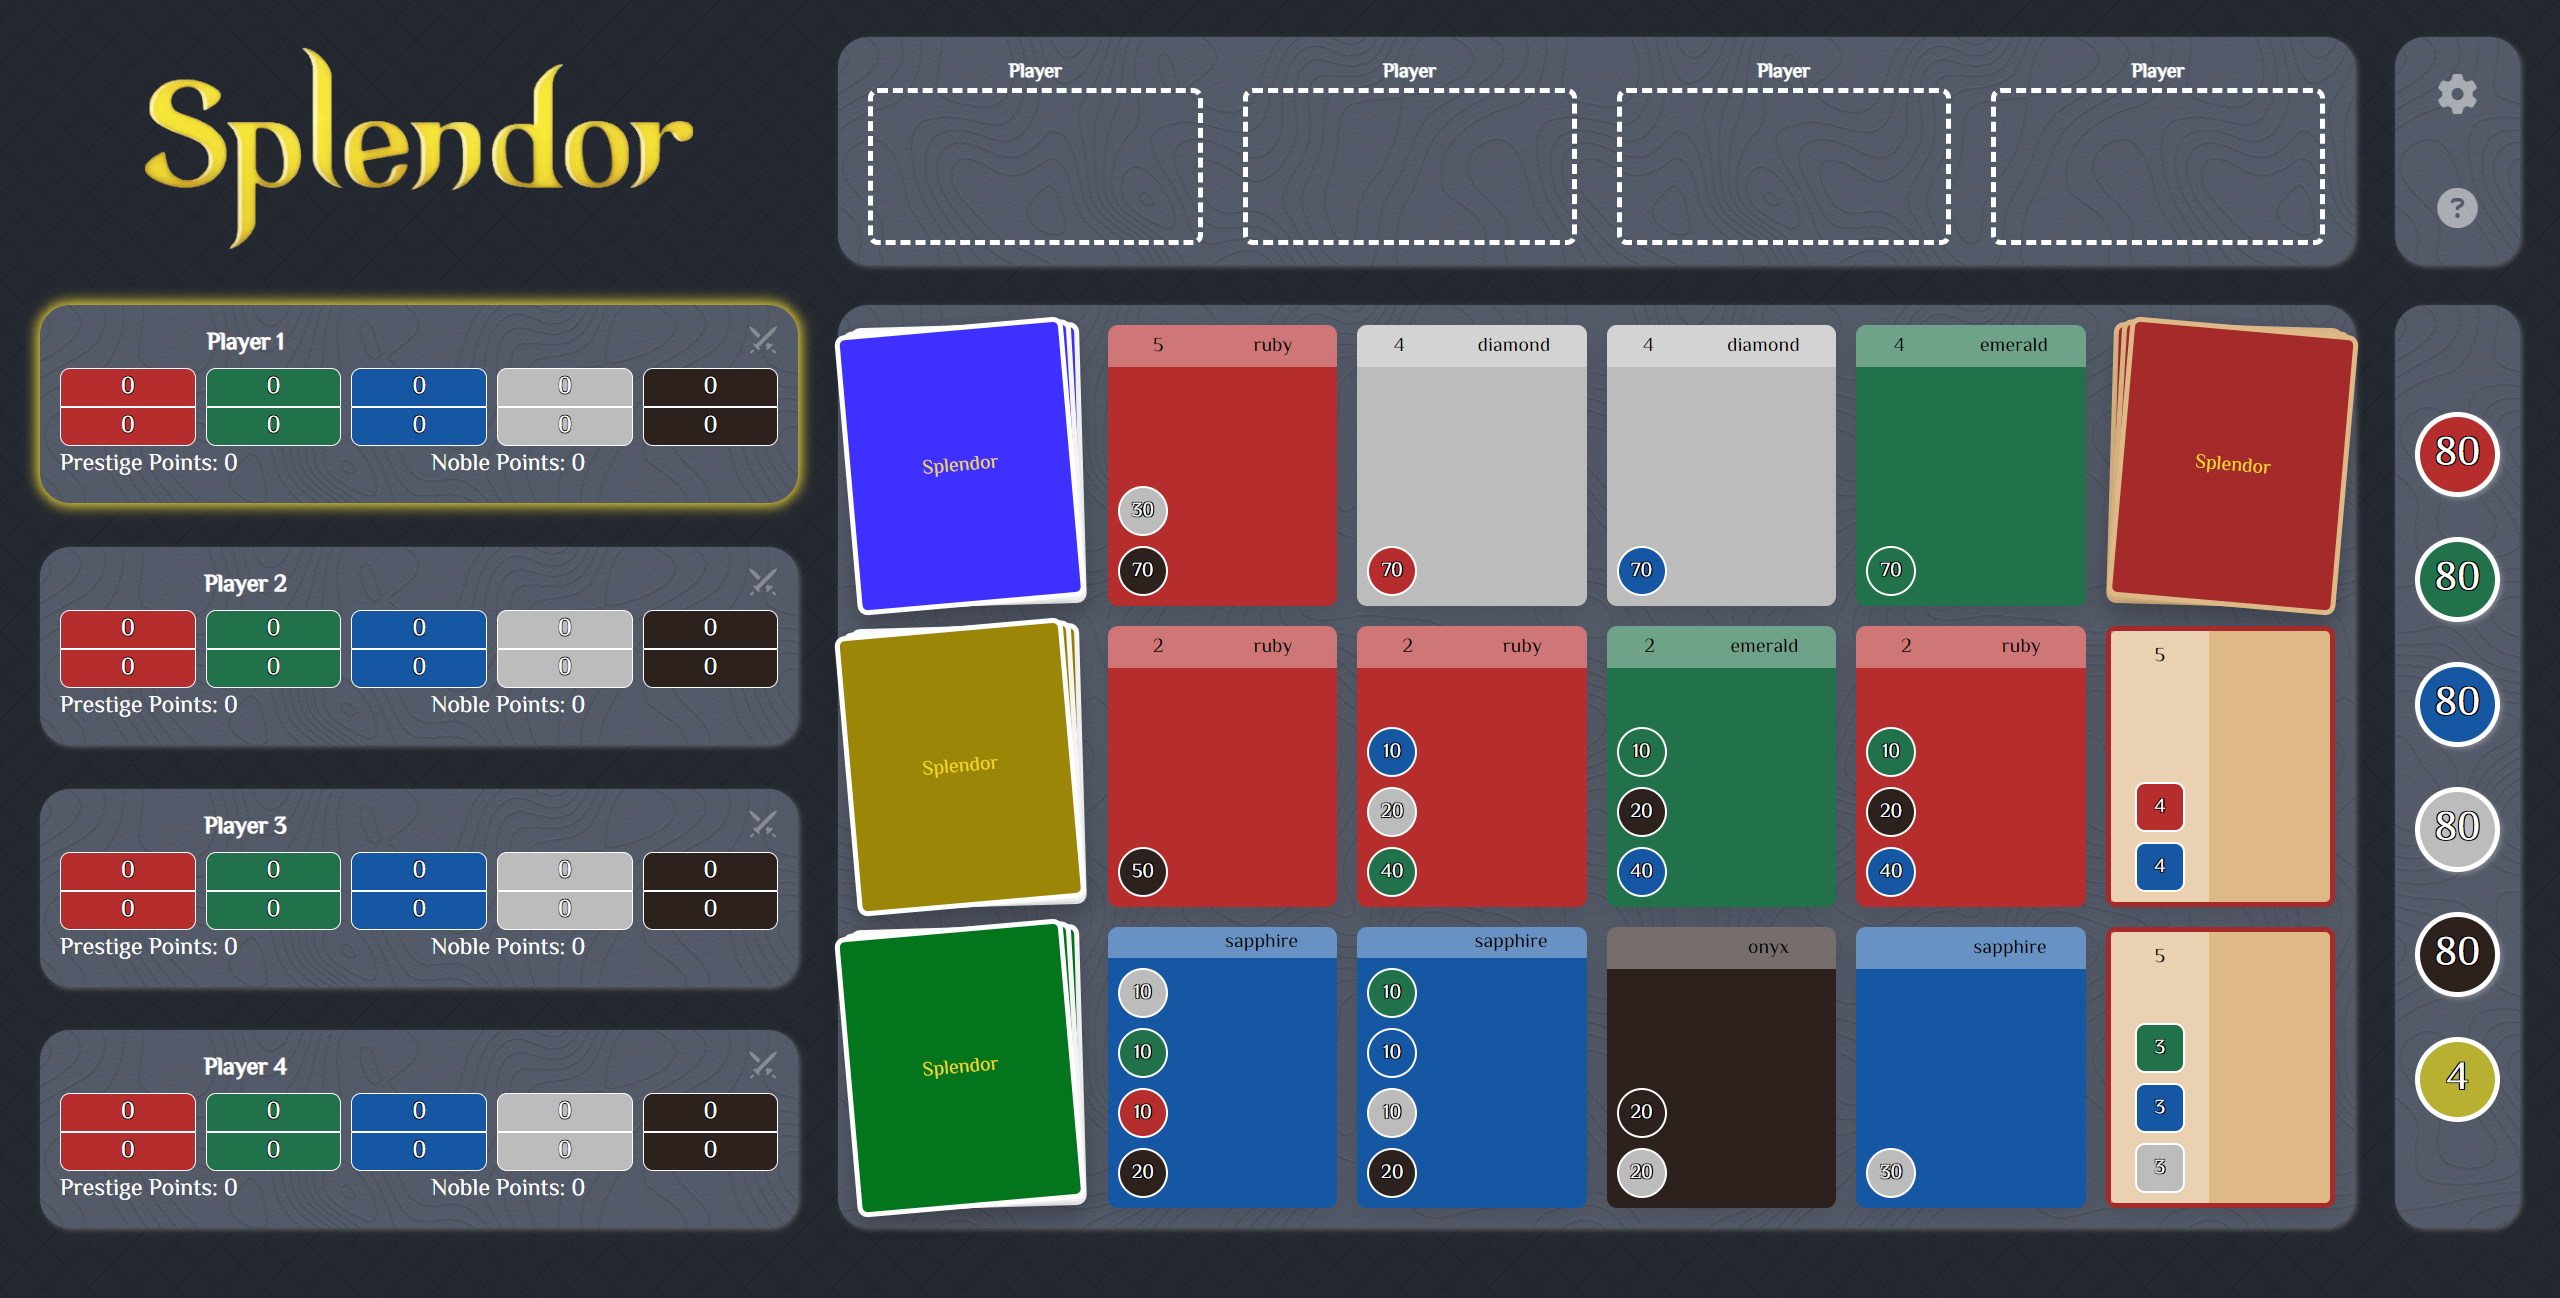 Splendor
Player Player Player Player
Player 1
0 0 0 0 0
0 0 0 0 0
Prestige Points: 0 Noble Points: 0
Player 2
0 0 0 0 0
0 0 0 0 0
Prestige Points: 0 Noble Points: 0
Player 3
0 0 0 0 0
0 0 0 0 0
Prestige Points: 0 Noble Points: 0
Player 4
0 0 0 0 0
0 0 0 0 0
Prestige Points: 0 Noble Points: 0
Splendor
5 ruby
30
70
4 diamond
70
4 diamond
70
4 emerald
70
Splendor
Splendor
2 ruby
50
2 ruby
10
20
40
2 emerald
10
20
40
2 ruby
10
20
40
5
4
4
Splendor
sapphire
10
10
10
20
sapphire
10
10
10
20
onyx
20
20
sapphire
30
5
3
3
3
?
80
80
80
80
80
4